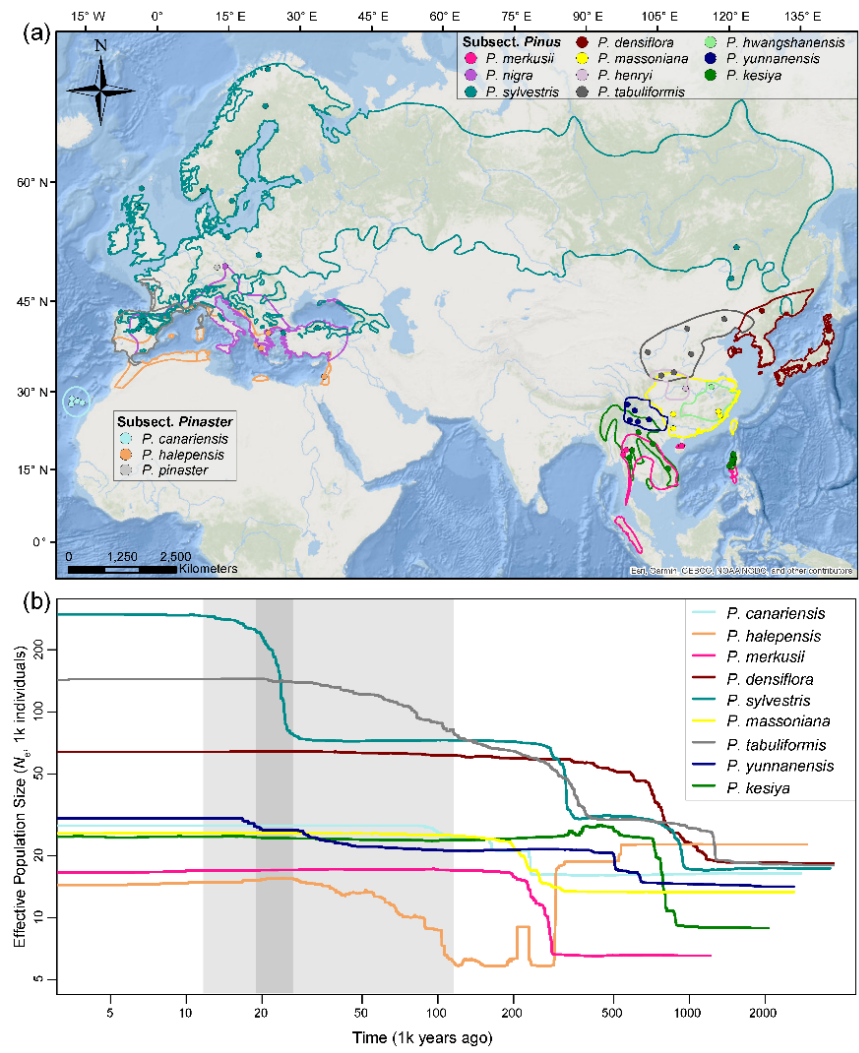 15° W 0° 15° E 30° E 45° E 60° E 75° E 90° E 105° E 120° E 135° E
(a)
N
Subsect. Pinus
P. merkusii
P. nigra
P. sylvestris
P. densiflora
P. massoniana
P. henryi
P. tabuliformis
P. hwangshanensis
P. yunnanensis
P. kesiya
60° N
45° N
30° N
15° N
0°
Subsect. Pinaster
P. canariensis
P. halepensis
P. pinaster
0 1,250 2,500
Kilometers
Esri, Garmin, GEBCO, NOAA NGDC, and other contributors
(b)
Effective Population Size (Ne, 1k individuals)
200
100
50
20
10
5
P. canariensis
P. halepensis
P. merkusii
P. densiflora
P. sylvestris
P. massoniana
P. tabuliformis
P. yunnanensis
P. kesiya
5 10 20 50 100 200 500 1000 2000
Time (1k years ago)